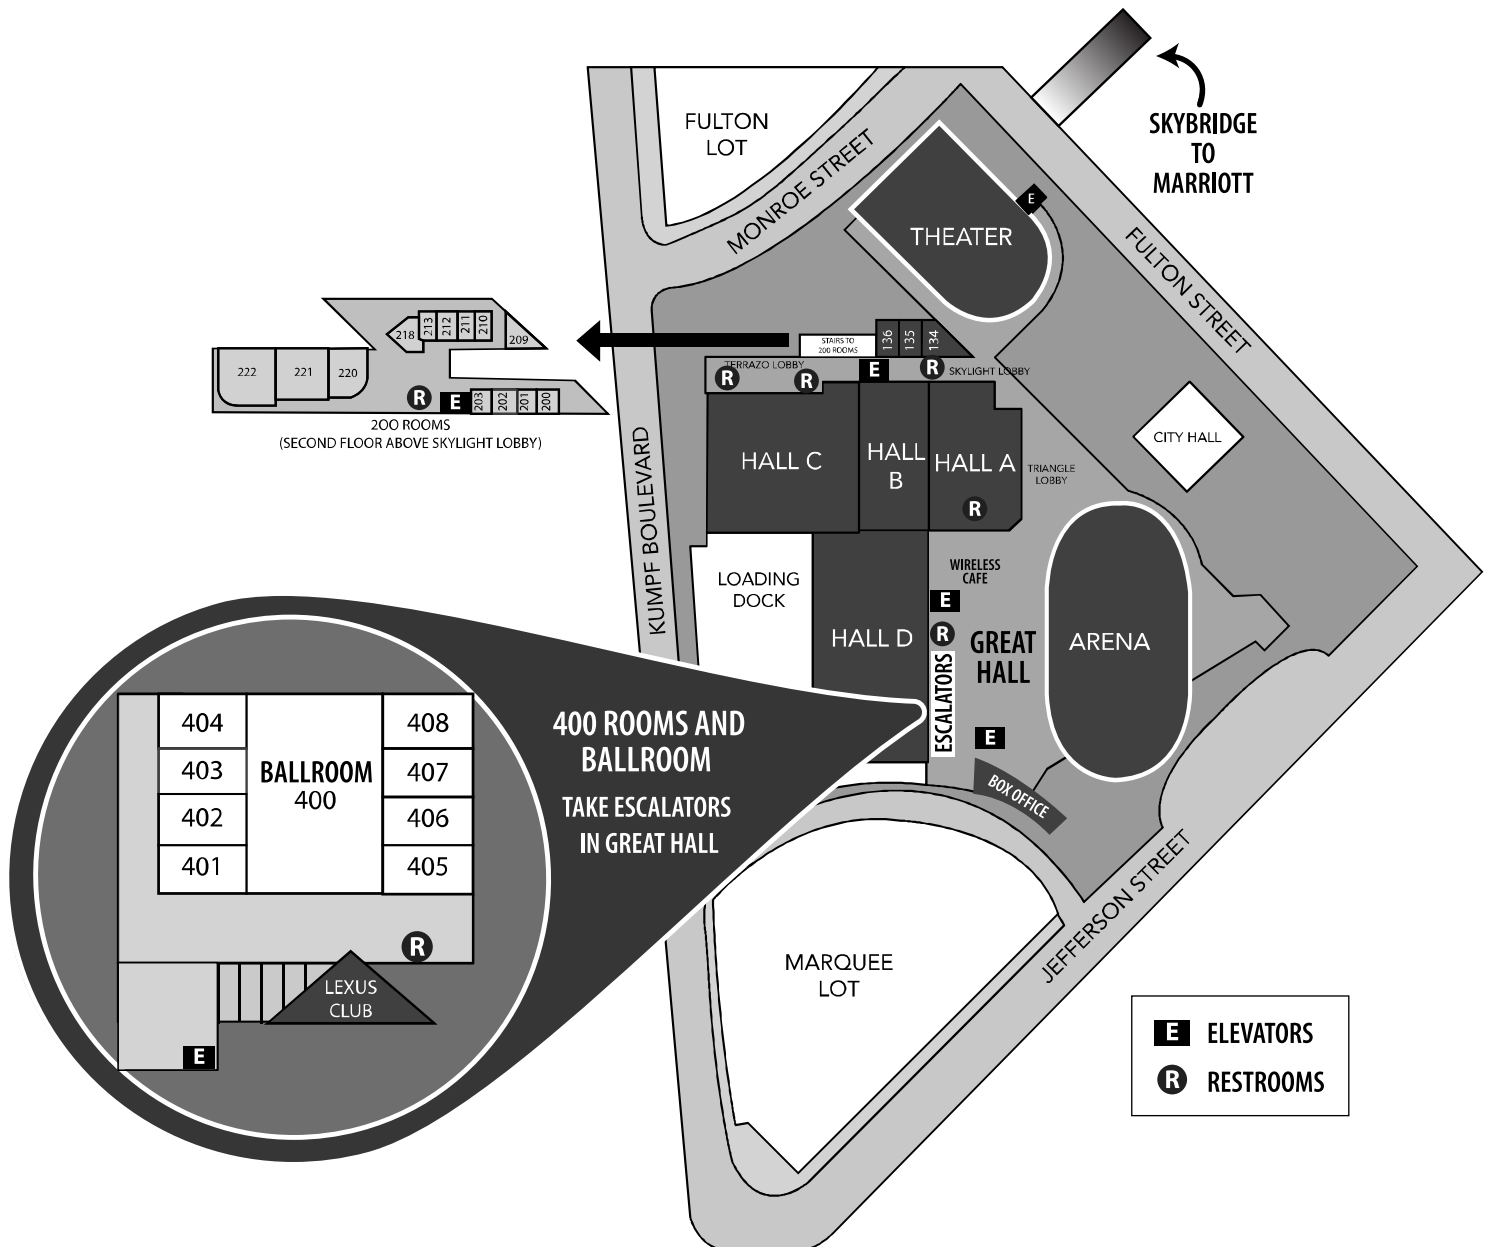 SKYBRIDGE
TO
MARRIOTT
FULTON
LOT
MONROE STREET
THEATER
E
FULTON STREET
213
212
211
210
218
209
222
221
220
R
E
203
202
201
200
200 ROOMS
(SECOND FLOOR ABOVE SKYLIGHT LOBBY)
STAIRS TO
200 ROOMS
136
135
134
TERRAZO LOBBY
R
R
E
R
SKYLIGHT LOBBY
KUMPF BOULEVARD
HALL C
HALL
B
HALL A
R
TRIANGLE
LOBBY
CITY HALL
LOADING
DOCK
WIRELESS
CAFE
E
R
HALL D
ESCALATORS
GREAT
HALL
ARENA
E
BOX OFFICE
400 ROOMS AND
BALLROOM
TAKE ESCALATORS
IN GREAT HALL
404
403
402
401
BALLROOM
400
408
407
406
405
R
LEXUS
CLUB
E
MARQUEE
LOT
JEFFERSON STREET
E ELEVATORS
R RESTROOMS